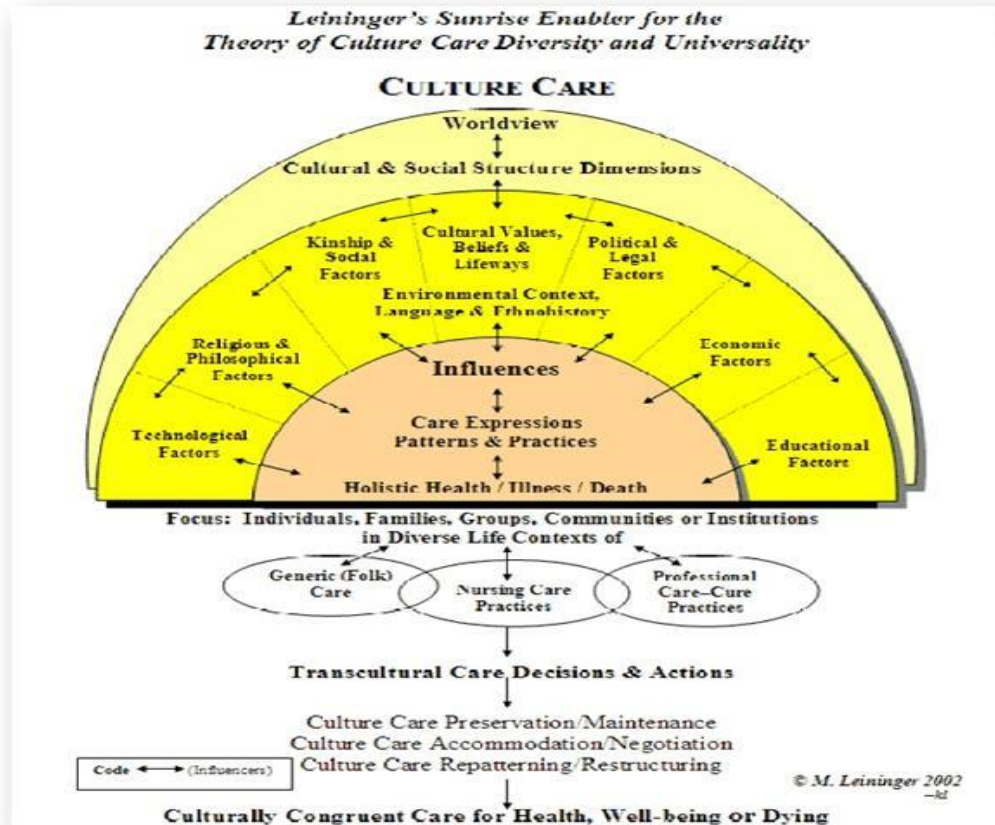 Leininger's Sunrise Enabler for the
Theory of Culture Care Diversity and Universality
CULTURE CARE
Worldview
Cultural & Social Structure Dimensions
Kinship &
Social
Factors
Cultural Values,
Beliefs &
Lifeways
Political &
Legal
Factors
Environmental Context,
Language & Ethnohistory
Religious &
Philosophical
Factors
Economic
Factors
Technological
Factors
Educational
Factors
Influences
Care Expressions
Patterns & Practices
Holistic Health / Illness / Death
Focus: Individuals, Families, Groups, Communities or Institutions
in Diverse Life Contexts of
Generic (Folk)
Care
Nursing Care
Practices
Professional
Care–Cure
Practices
Transcultural Care Decisions & Actions
Culture Care Preservation/Maintenance
Culture Care Accommodation/Negotiation
Culture Care Repatterning/Restructuring
Code (Influencers)
© M. Leininger 2002
–kl
Culturally Congruent Care for Health, Well-being or Dying